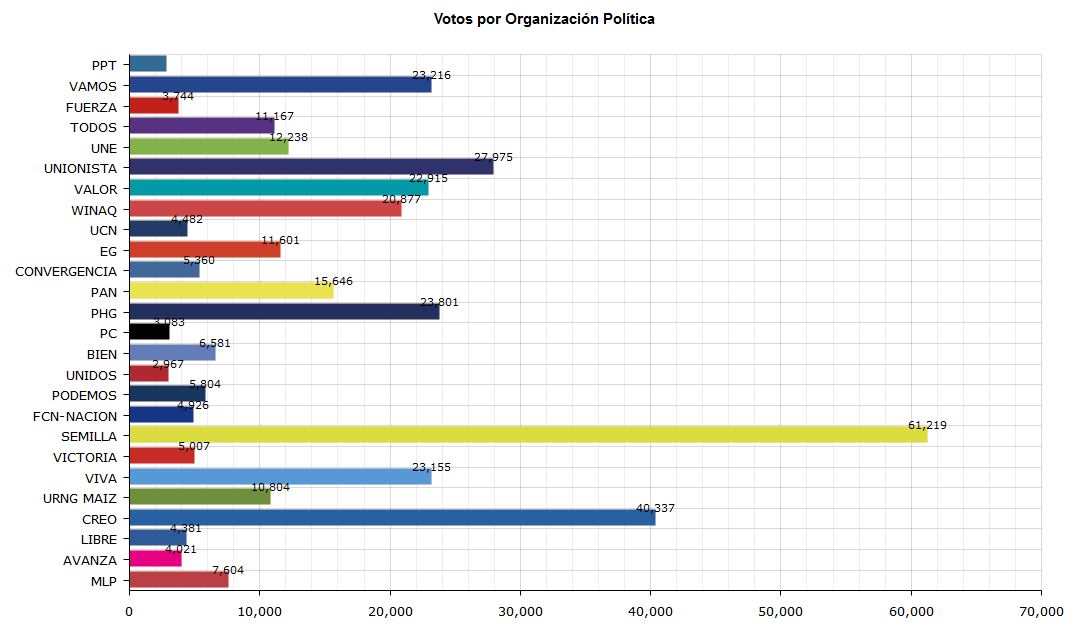 Votos por Organización Política
PPT
VAMOS 23,216
FUERZA 3,744
TODOS 11,167
UNE 12,238
UNIONISTA 27,975
VALOR 22,915
WINAQ 20,877
UCN 4,482
EG 11,601
CONVERGENCIA 5,360
PAN 15,646
PHG 23,801
PC 3,083
BIEN 6,581
UNIDOS 2,967
PODEMOS 5,804
FCN-NACION 4,926
SEMILLA 61,219
VICTORIA 5,007
VIVA 23,155
URNG MAIZ 10,804
CREO 40,337
LIBRE 4,381
AVANZA 4,021
MLP 7,604
0 10,000 20,000 30,000 40,000 50,000 60,000 70,000